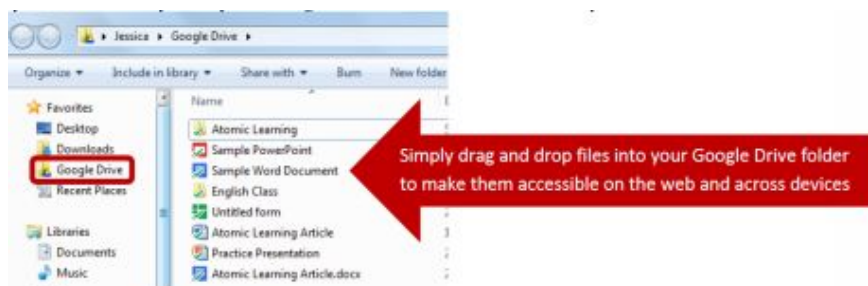 Jessica ▸ Google Drive ▸
Organize ▾ Include in library ▾ Share with ▾ Burn New folder
Favorites
Desktop
Downloads
Google Drive
Recent Places
Libraries
Documents
Music
Name
Atomic Learning
Sample PowerPoint
Sample Word Document
English Class
Untitled form
Atomic Learning Article
Practice Presentation
Atomic Learning Article.docx
Simply drag and drop files into your Google Drive folder
to make them accessible on the web and across devices